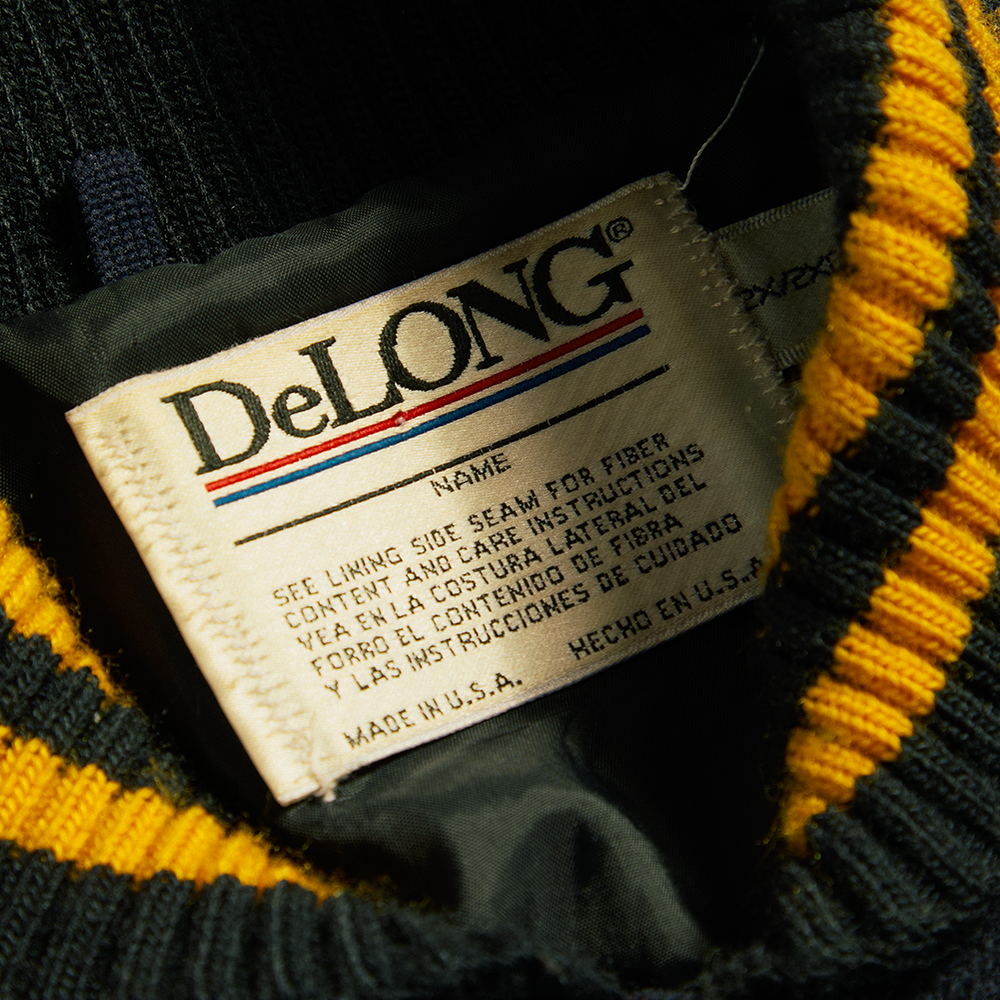 DeLONG®
NAME
SEE LINING SIDE SEAM FOR FIBER
CONTENT AND CARE INSTRUCTIONS
VEA EN LA COSTURA LATERAL DEL
FORRO EL CONTENIDO DE FIBRA
Y LAS INSTRUCCIONES DE CUIDADO
HECHO EN U.S.A
MADE IN U.S.A.